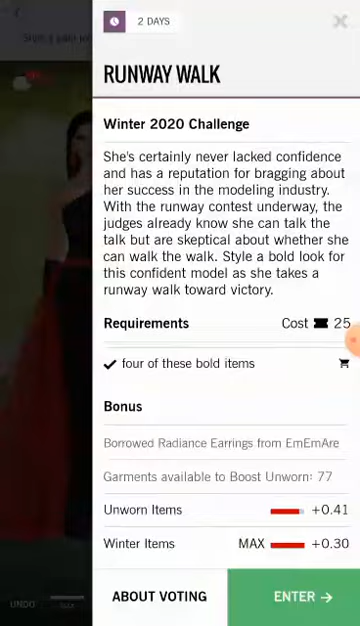 2 DAYS
RUNWAY WALK
Winter 2020 Challenge
She's certainly never lacked confidence
and has a reputation for bragging about
her success in the modeling industry.
With the runway contest underway, the
judges already know she can talk the
talk but are skeptical about whether she
can walk the walk. Style a bold look for
this confident model as she takes a
runway walk toward victory.
Requirements Cost 25
four of these bold items
Bonus
Borrowed Radiance Earrings from EmEmAre
Garments available to Boost Unworn: 77
Unworn Items +0.41
Winter Items MAX +0.30
UNDO
ABOUT VOTING ENTER →